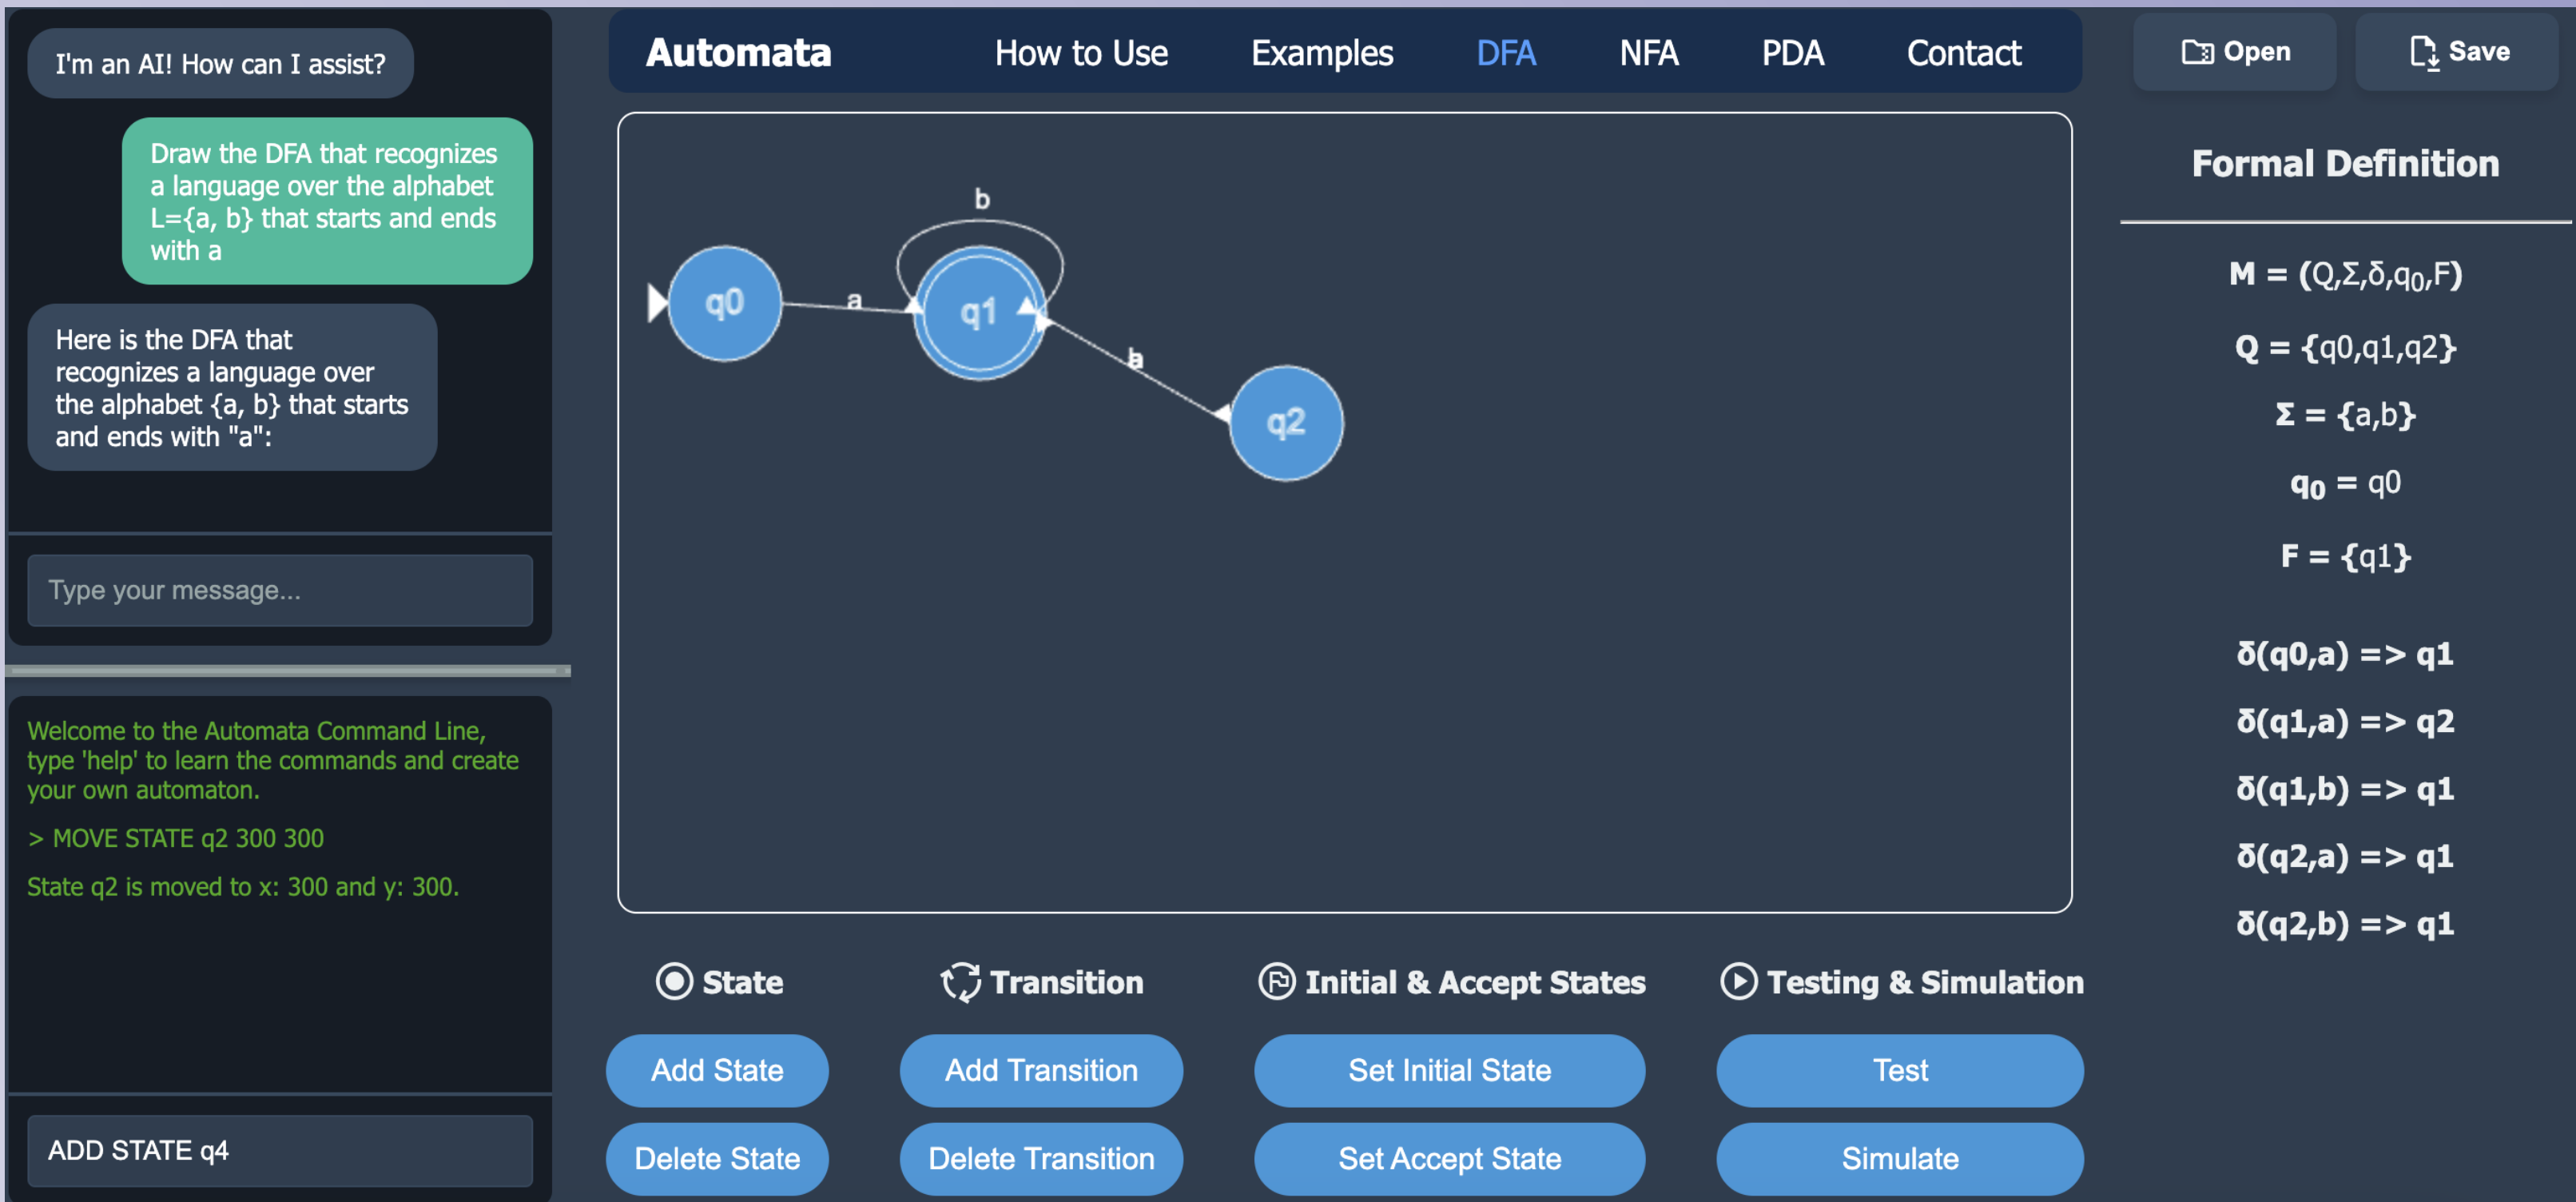 I'm an AI! How can I assist?
Draw the DFA that recognizes
a language over the alphabet
L={a, b} that starts and ends
with a
Here is the DFA that
recognizes a language over
the alphabet {a, b} that starts
and ends with "a":
Type your message...
Welcome to the Automata Command Line,
type 'help' to learn the commands and create
your own automaton.
> MOVE STATE q2 300 300
State q2 is moved to x: 300 and y: 300.
ADD STATE q4
Automata How to Use Examples DFA NFA PDA Contact
b
q0 a q1
q2
State Transition Initial & Accept States Testing & Simulation
Add State Add Transition Set Initial State Test
Delete State Delete Transition Set Accept State Simulate
Open Save
Formal Definition
M = (Q,Σ,δ,q₀,F)
Q = {q0,q1,q2}
Σ = {a,b}
q₀ = q0
F = {q1}
δ(q0,a) => q1
δ(q1,a) => q2
δ(q1,b) => q1
δ(q2,a) => q1
δ(q2,b) => q1